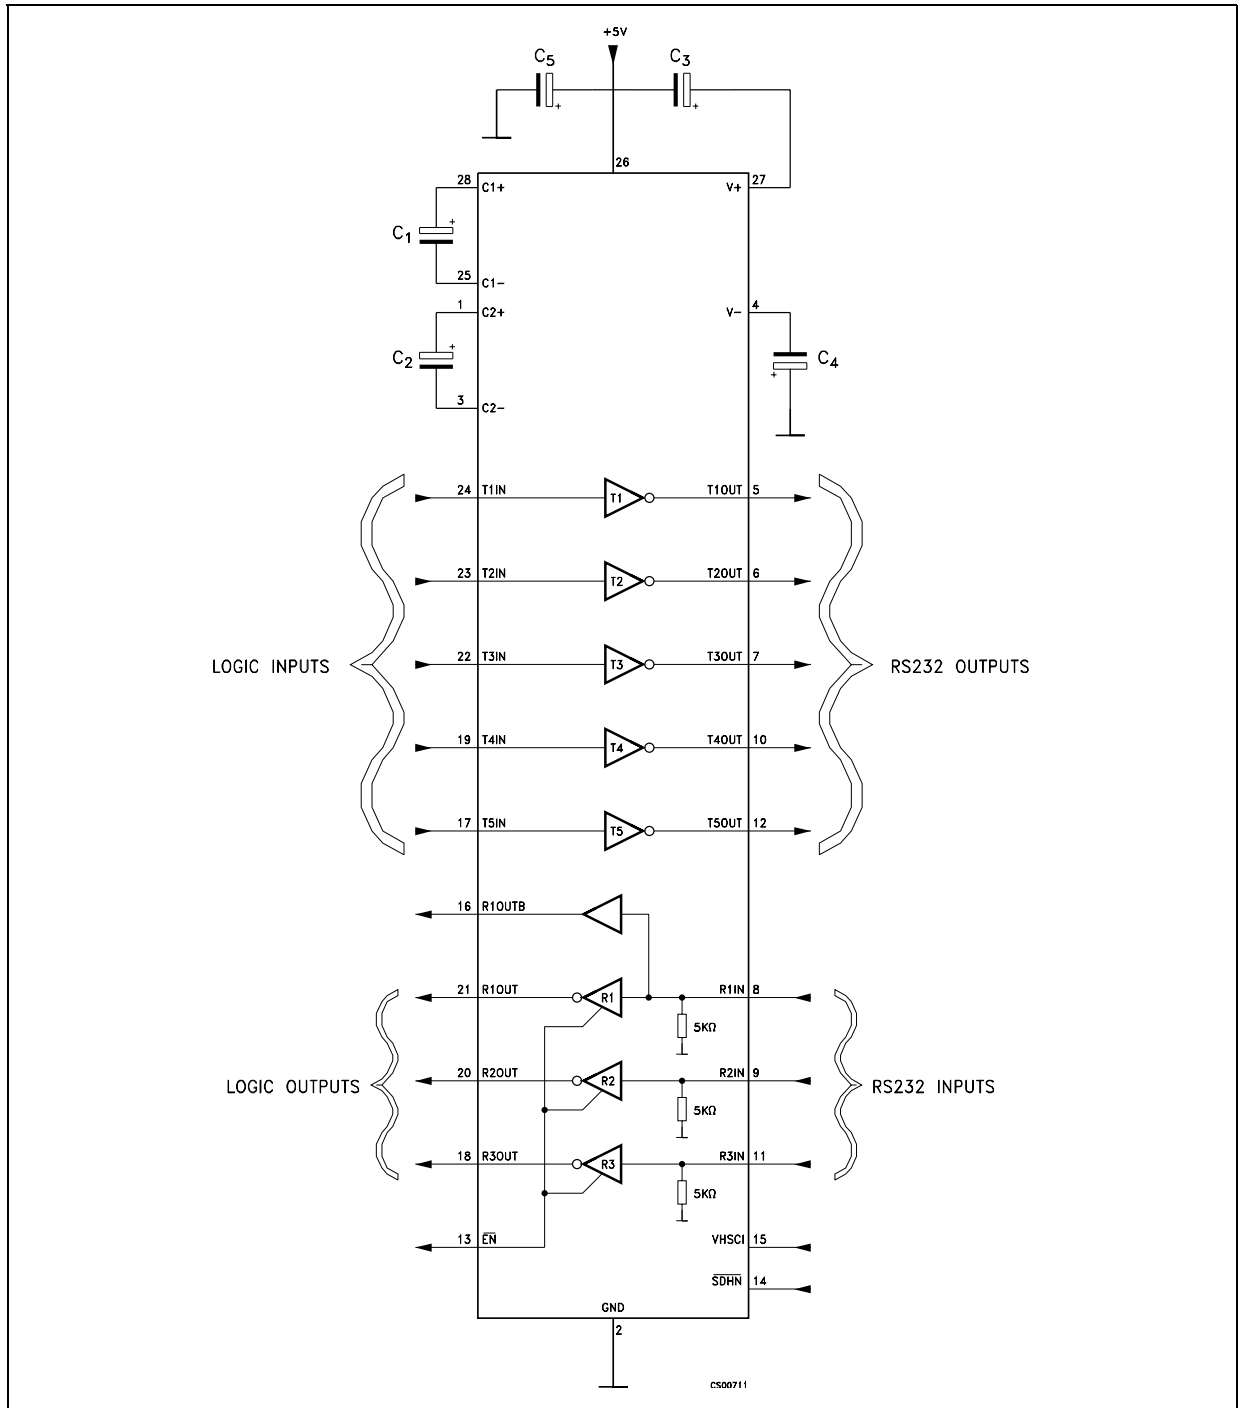 +5V
C5 C3
+ +
26
28 C1+ V+ 27
C1 +
25 C1-
1 C2+ V- 4
C2 + C4
+
3 C2-
24 T1IN T1 T1OUT 5
23 T2IN T2 T2OUT 6
22 T3IN T3 T3OUT 7
LOGIC INPUTS RS232 OUTPUTS
19 T4IN T4 T4OUT 10
17 T5IN T5 T5OUT 12
16 R1OUTB
21 R1OUT R1 R1IN 8
5KΩ
20 R2OUT R2 R2IN 9
LOGIC OUTPUTS RS232 INPUTS
5KΩ
18 R3OUT R3 R3IN 11
5KΩ
13 EN VHSCI 15
SDHN 14
GND
2
CS00711